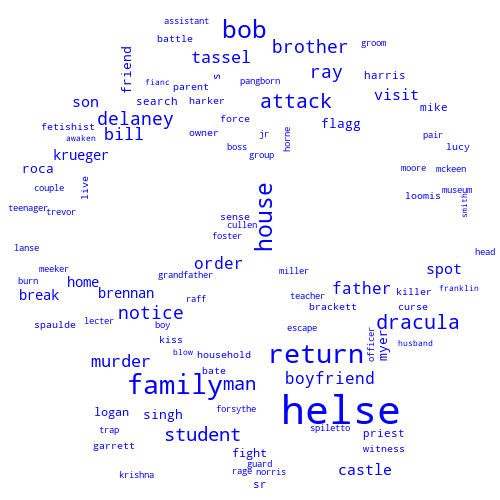 assistant
bob
battle
groom
brother
friend
tassel
ray
s
harris
fianc
parent
pangborn
visit
son
search
harker
attack
mike
delaney
force
flagg
fetishist
bill
owner
jr
horne
pair
awaken
boss
lucy
krueger
group
roca
moore
mckeen
couple
live
loomis
museum
teenager
trevor
smith
house
sense
cullen
foster
lanse
head
order
meeker
grandfather
miller
spot
burn
home
break
brennan
raff
teacher
father
killer
franklin
notice
brackett
curse
spaulde
lecter
boy
escape
dracula
kiss
officer
myer
husband
murder
blow
household
return
bate
boyfriend
family
man
logan
singh
forsythe
helse
trap
student
spiletto
priest
garrett
fight
witness
guard
krishna
rage
norris
castle
sr